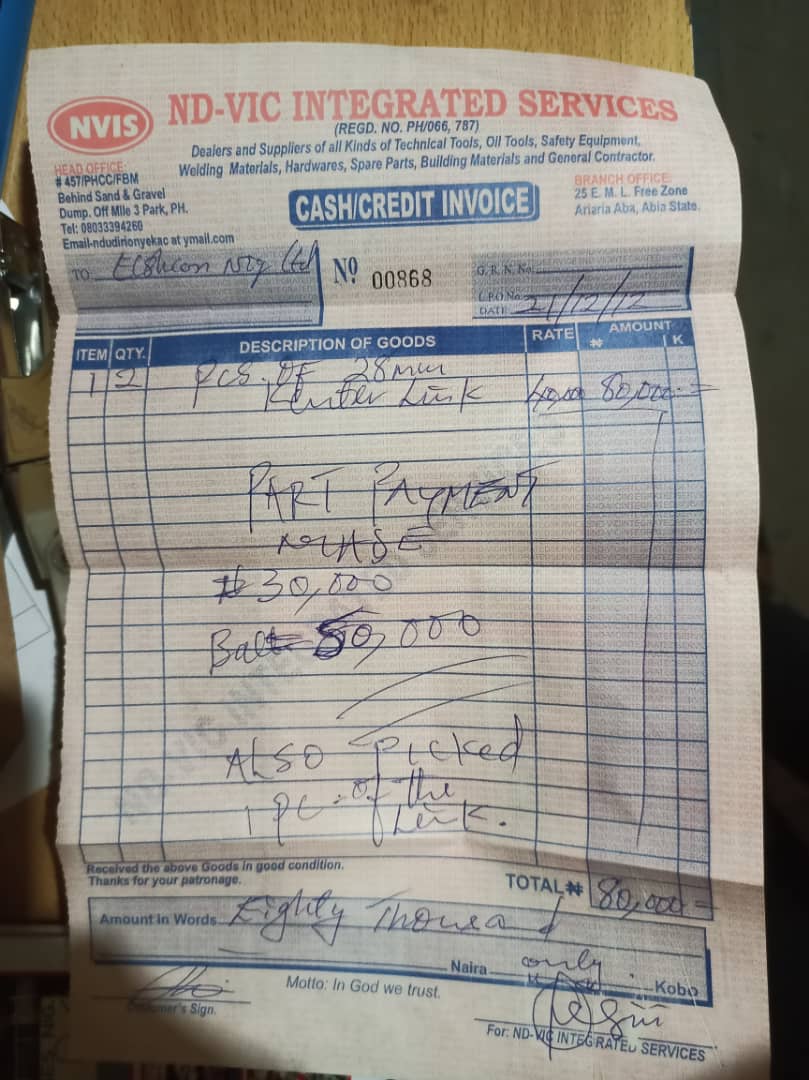 NVIS
ND-VIC INTEGRATED SERVICES
(REGD. NO. PH/066, 787)
Dealers and Suppliers of all Kinds of Technical Tools, Oil Tools, Safety Equipment,
Welding Materials, Hardwares, Spare Parts, Building Materials and General Contractor.
HEAD OFFICE:
# 457/PHCC/FBM
Behind Sand & Gravel
Dump. Off Mile 3 Park, PH.
Tel: 08033394260
Email-ndudirionyekac at ymail.com
CASH/CREDIT INVOICE
BRANCH OFFICE:
25 E. M. L. Free Zone
Ariaria Aba, Abia State.
TO Nig Ltd
No 00868
G. R. N. No.
L.P.O No.
DATE 21/12/12
ITEM QTY. DESCRIPTION OF GOODS RATE AMOUNT
₦ K
1 2 PCS. OF 28mm
Kenter Link 40,000 80,000=
PART PAYMENT
MADE
₦30,000
Bal= 50,000
ALSO Picked
1 pc. of the
Link.
Received the above Goods in good condition.
Thanks for your patronage.
TOTAL ₦ 80,000=
Amount in Words Eighty Thousand
Naira only Kobo
Customer's Sign.
Motto: In God we trust.
For: ND-VIC INTEGRATED SERVICES